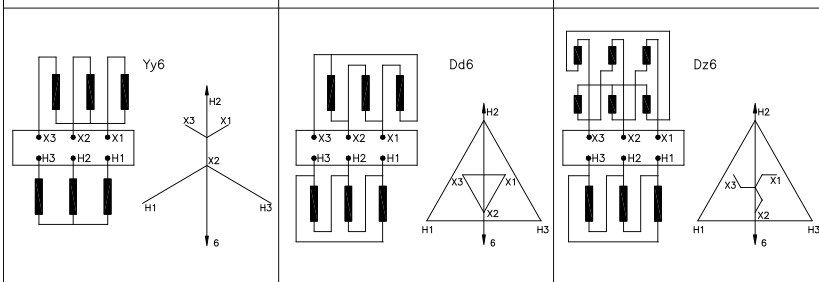 Yy6
H2
X3 X1
X3 X2 X1
X2
H3 H2 H1
H1 H3
6
Dd6
H2
X3 X2 X1
H3 H2 H1
X3 X1
X2
H1 H3
6
Dz6
H2
X3 X2 X1
H3 H2 H1
X3 X1
X2
H1 H3
6